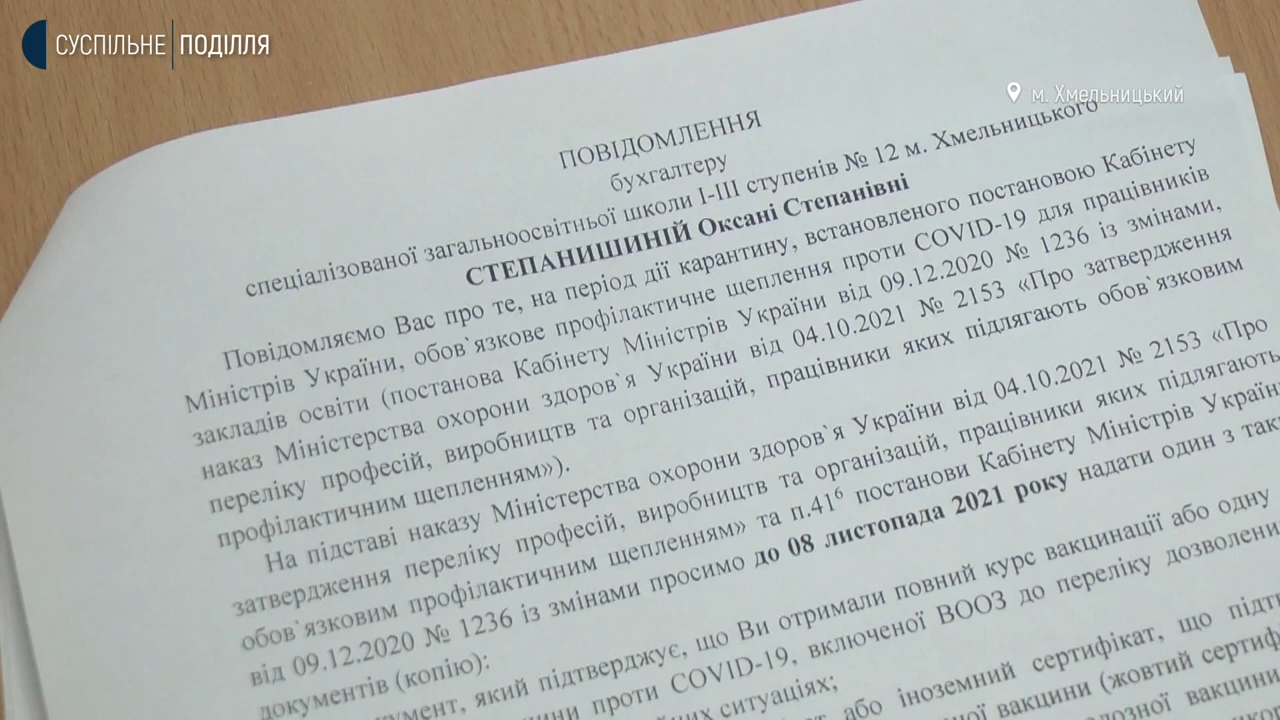 СУСПІЛЬНЕ ПОДІЛЛЯ
м. Хмельницький
ПОВІДОМЛЕННЯ
бухгалтеру
спеціалізованої загальноосвітньої школи І-ІІІ ступенів № 12 м. Хмельницького
СТЕПАНИШИНІЙ Оксані Степанівні
Повідомляємо Вас про те, на період дії карантину, встановленого постановою Кабінету
Міністрів України, обов`язкове профілактичне щеплення проти COVID-19 для працівників
закладів освіти (постанова Кабінету Міністрів України від 09.12.2020 № 1236 із змінами,
наказ Міністерства охорони здоров`я України від 04.10.2021 № 2153 «Про затвердження
переліку професій, виробництв та організацій, працівники яких підлягають обов`язковим
профілактичним щепленням»).
На підставі наказу Міністерства охорони здоров`я України від 04.10.2021 № 2153 «Про
затвердження переліку професій, виробництв та організацій, працівники яких підлягають
обов`язковим профілактичним щепленням» та п.41⁶ постанови Кабінету Міністрів Україн
від 09.12.2020 № 1236 із змінами просимо до 08 листопада 2021 року надати один з так
документів (копію):
кумент, який підтверджує, що Ви отримали повний курс вакцинації або одну
проти COVID-19, включеної ВООЗ до переліку дозволени
ситуаціях;
або іноземний сертифікат, що підт
вакцини (жовтий сертиф
вакцини